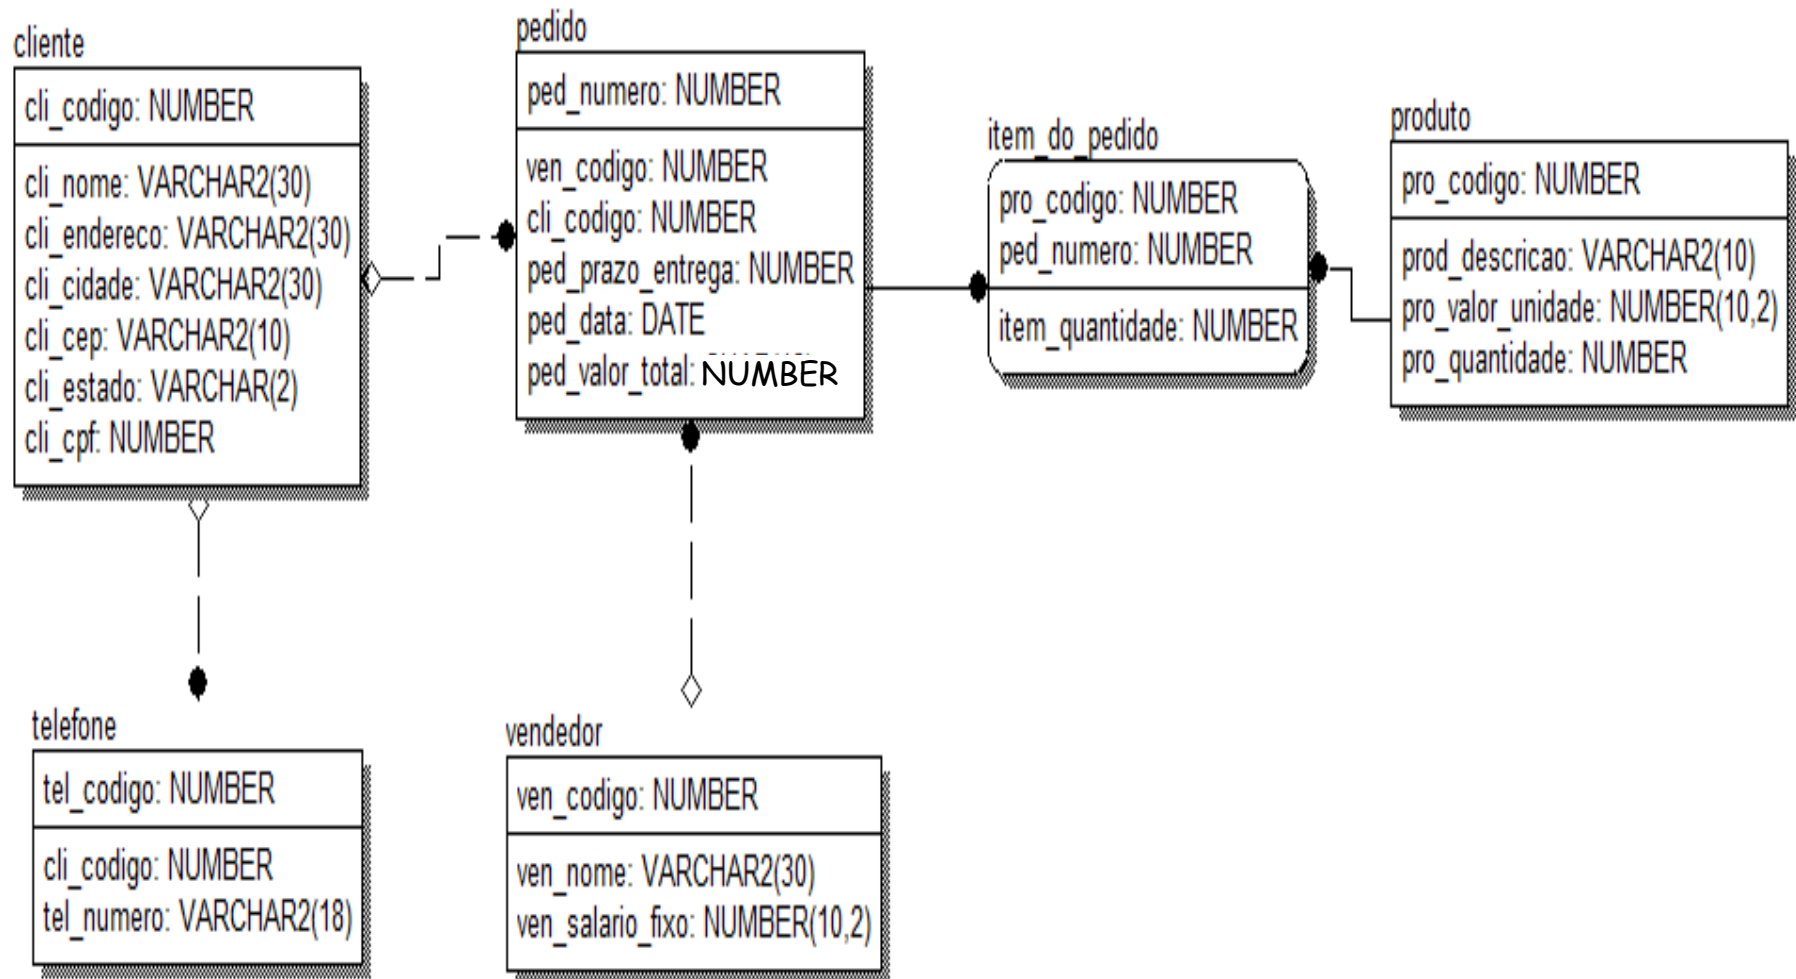 cliente
cli_codigo: NUMBER
cli_nome: VARCHAR2(30)
cli_endereco: VARCHAR2(30)
cli_cidade: VARCHAR2(30)
cli_cep: VARCHAR2(10)
cli_estado: VARCHAR(2)
cli_cpf: NUMBER
pedido
ped_numero: NUMBER
ven_codigo: NUMBER
cli_codigo: NUMBER
ped_prazo_entrega: NUMBER
ped_data: DATE
ped_valor_total: NUMBER
item_do_pedido
pro_codigo: NUMBER
ped_numero: NUMBER
item_quantidade: NUMBER
produto
pro_codigo: NUMBER
prod_descricao: VARCHAR2(10)
pro_valor_unidade: NUMBER(10,2)
pro_quantidade: NUMBER
telefone
tel_codigo: NUMBER
cli_codigo: NUMBER
tel_numero: VARCHAR2(18)
vendedor
ven_codigo: NUMBER
ven_nome: VARCHAR2(30)
ven_salario_fixo: NUMBER(10,2)